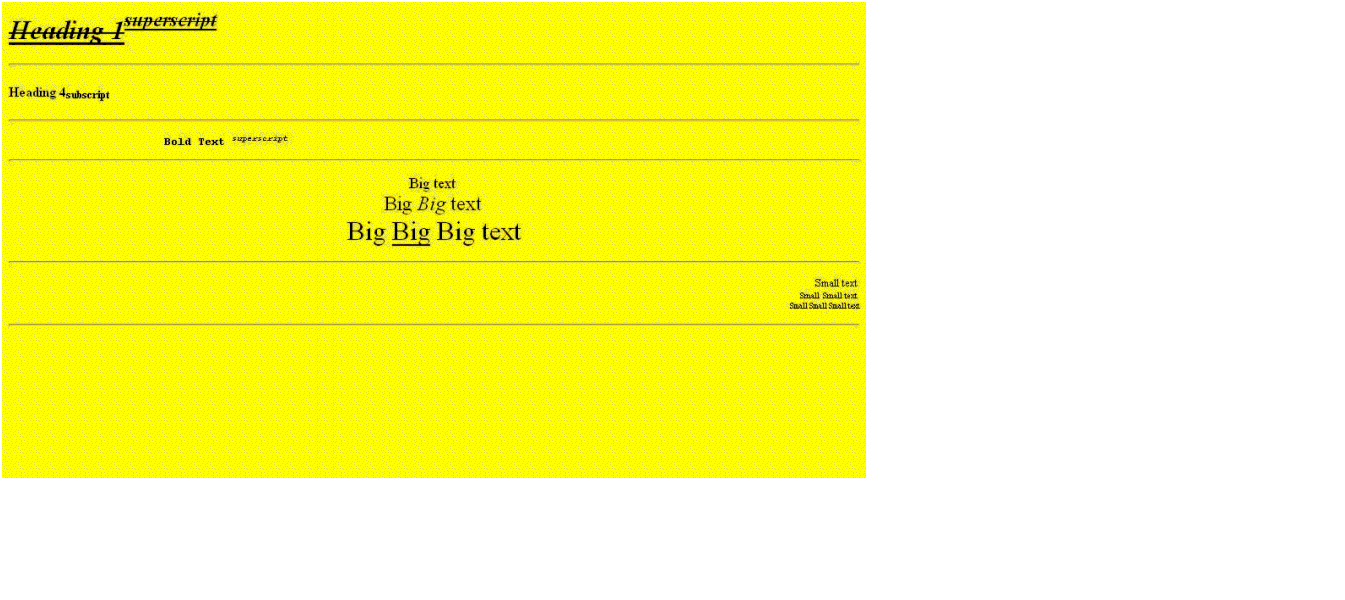 Heading 1superscript
Heading 4subscript
Bold Text superscript
Big text
Big Big text
Big Big Big text
Small text
Small Small text
Small Small Small text